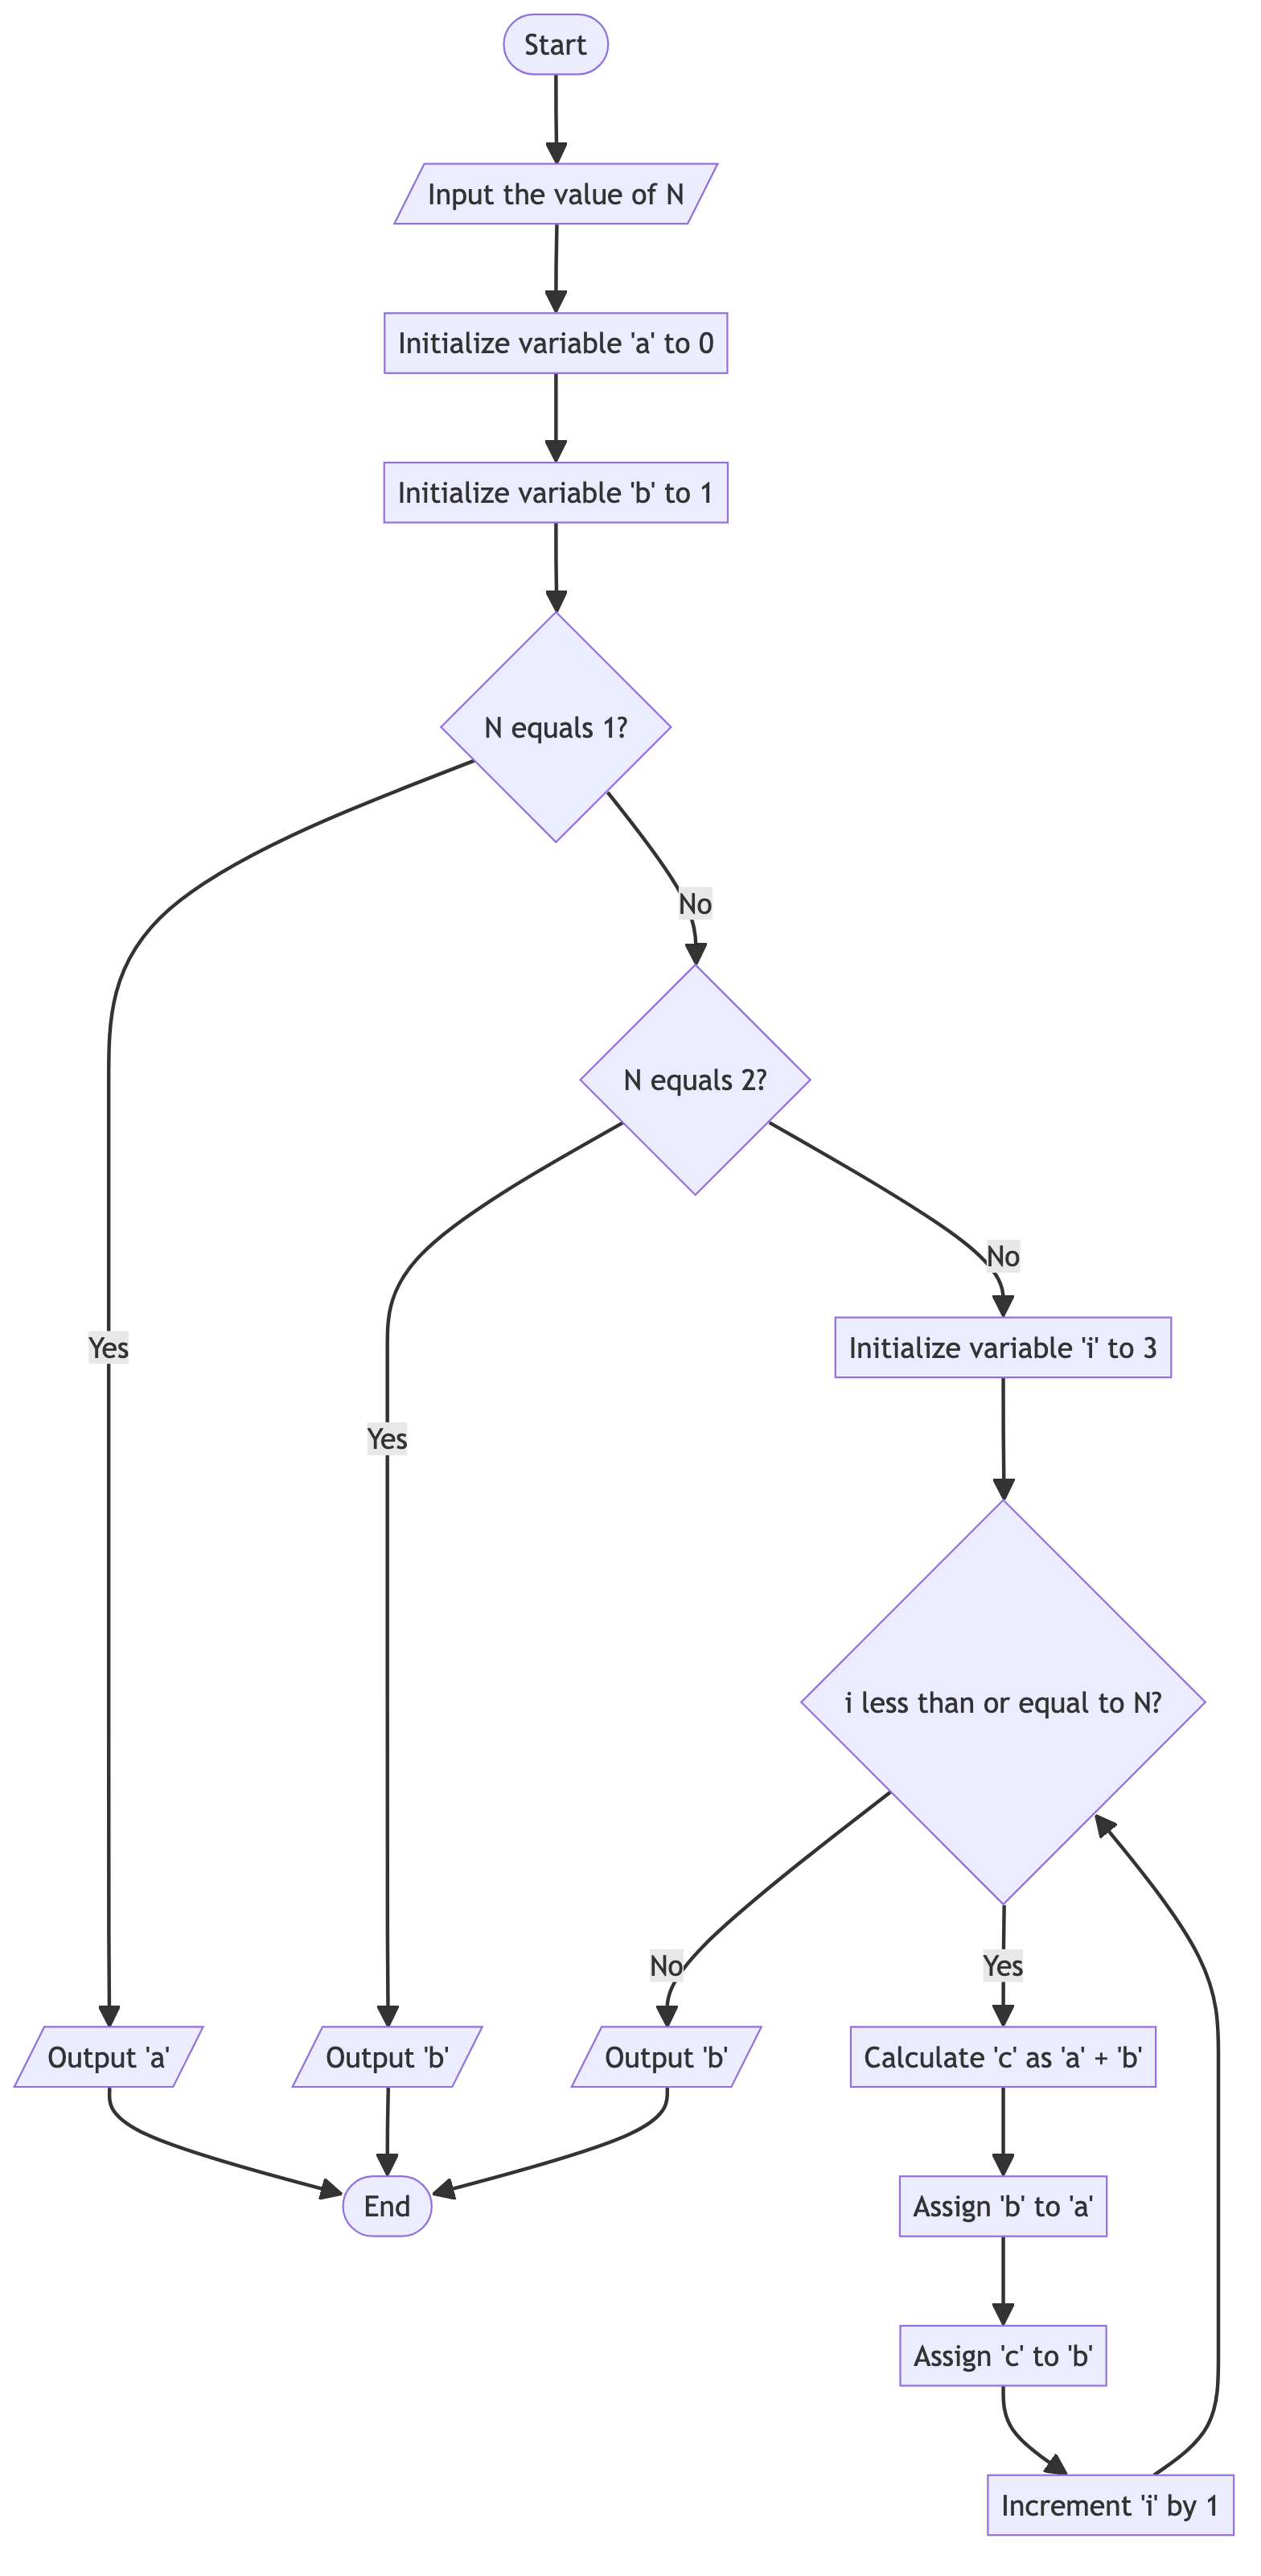 Start
Input the value of N
Initialize variable 'a' to 0
Initialize variable 'b' to 1
N equals 1?
No
N equals 2?
No
Yes
Initialize variable 'i' to 3
Yes
i less than or equal to N?
No
Yes
Output 'a'
Output 'b'
Output 'b'
Calculate 'c' as 'a' + 'b'
End
Assign 'b' to 'a'
Assign 'c' to 'b'
Increment 'i' by 1